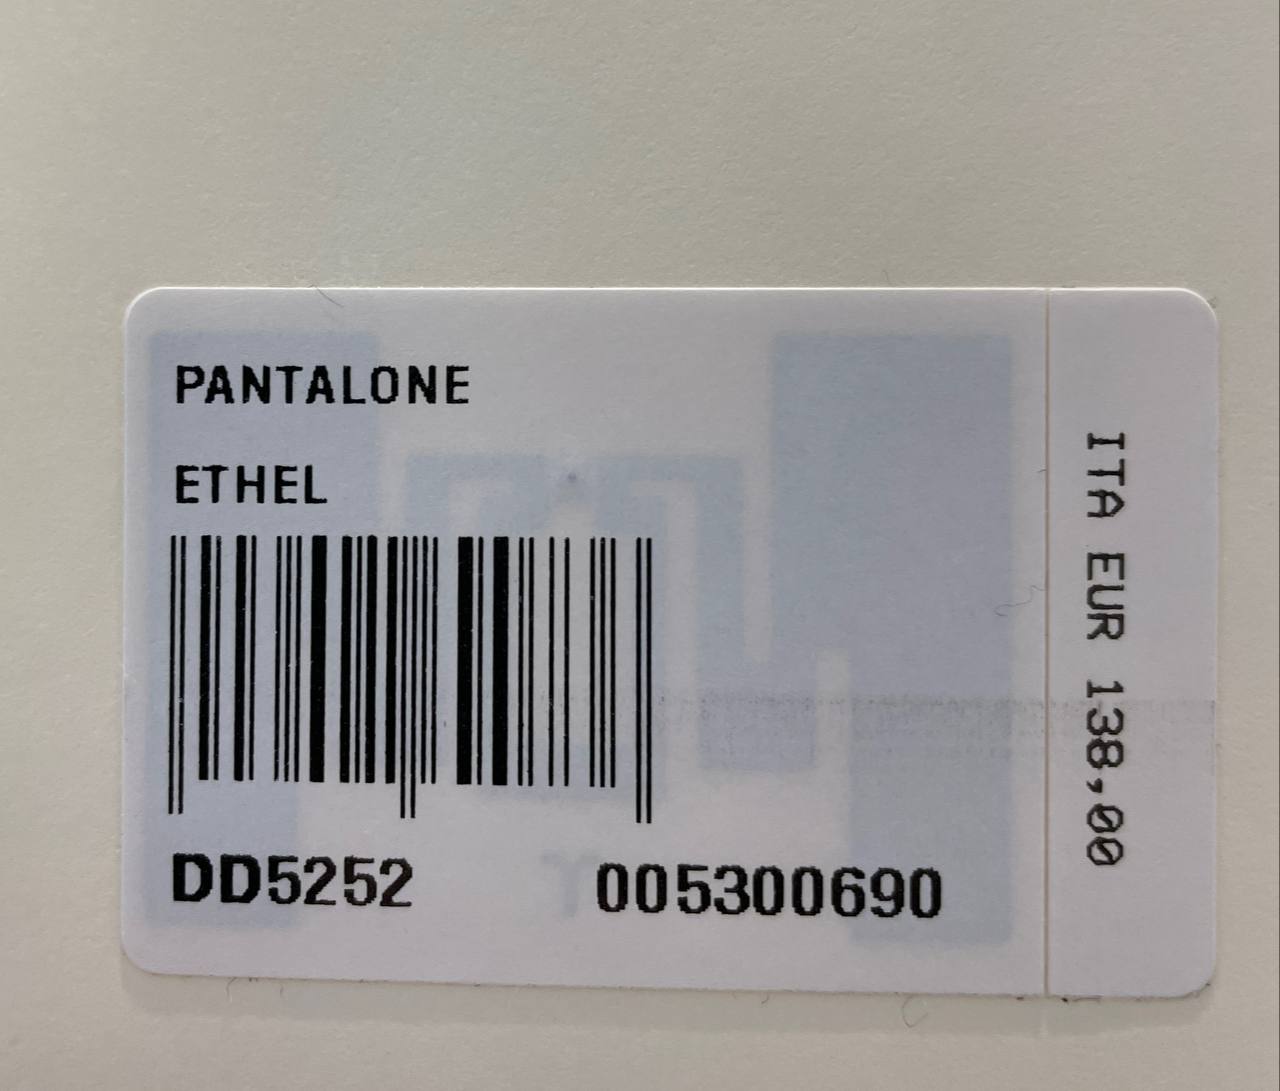 PANTALONE
ETHEL
DD5252 005300690
ITA EUR 138,00